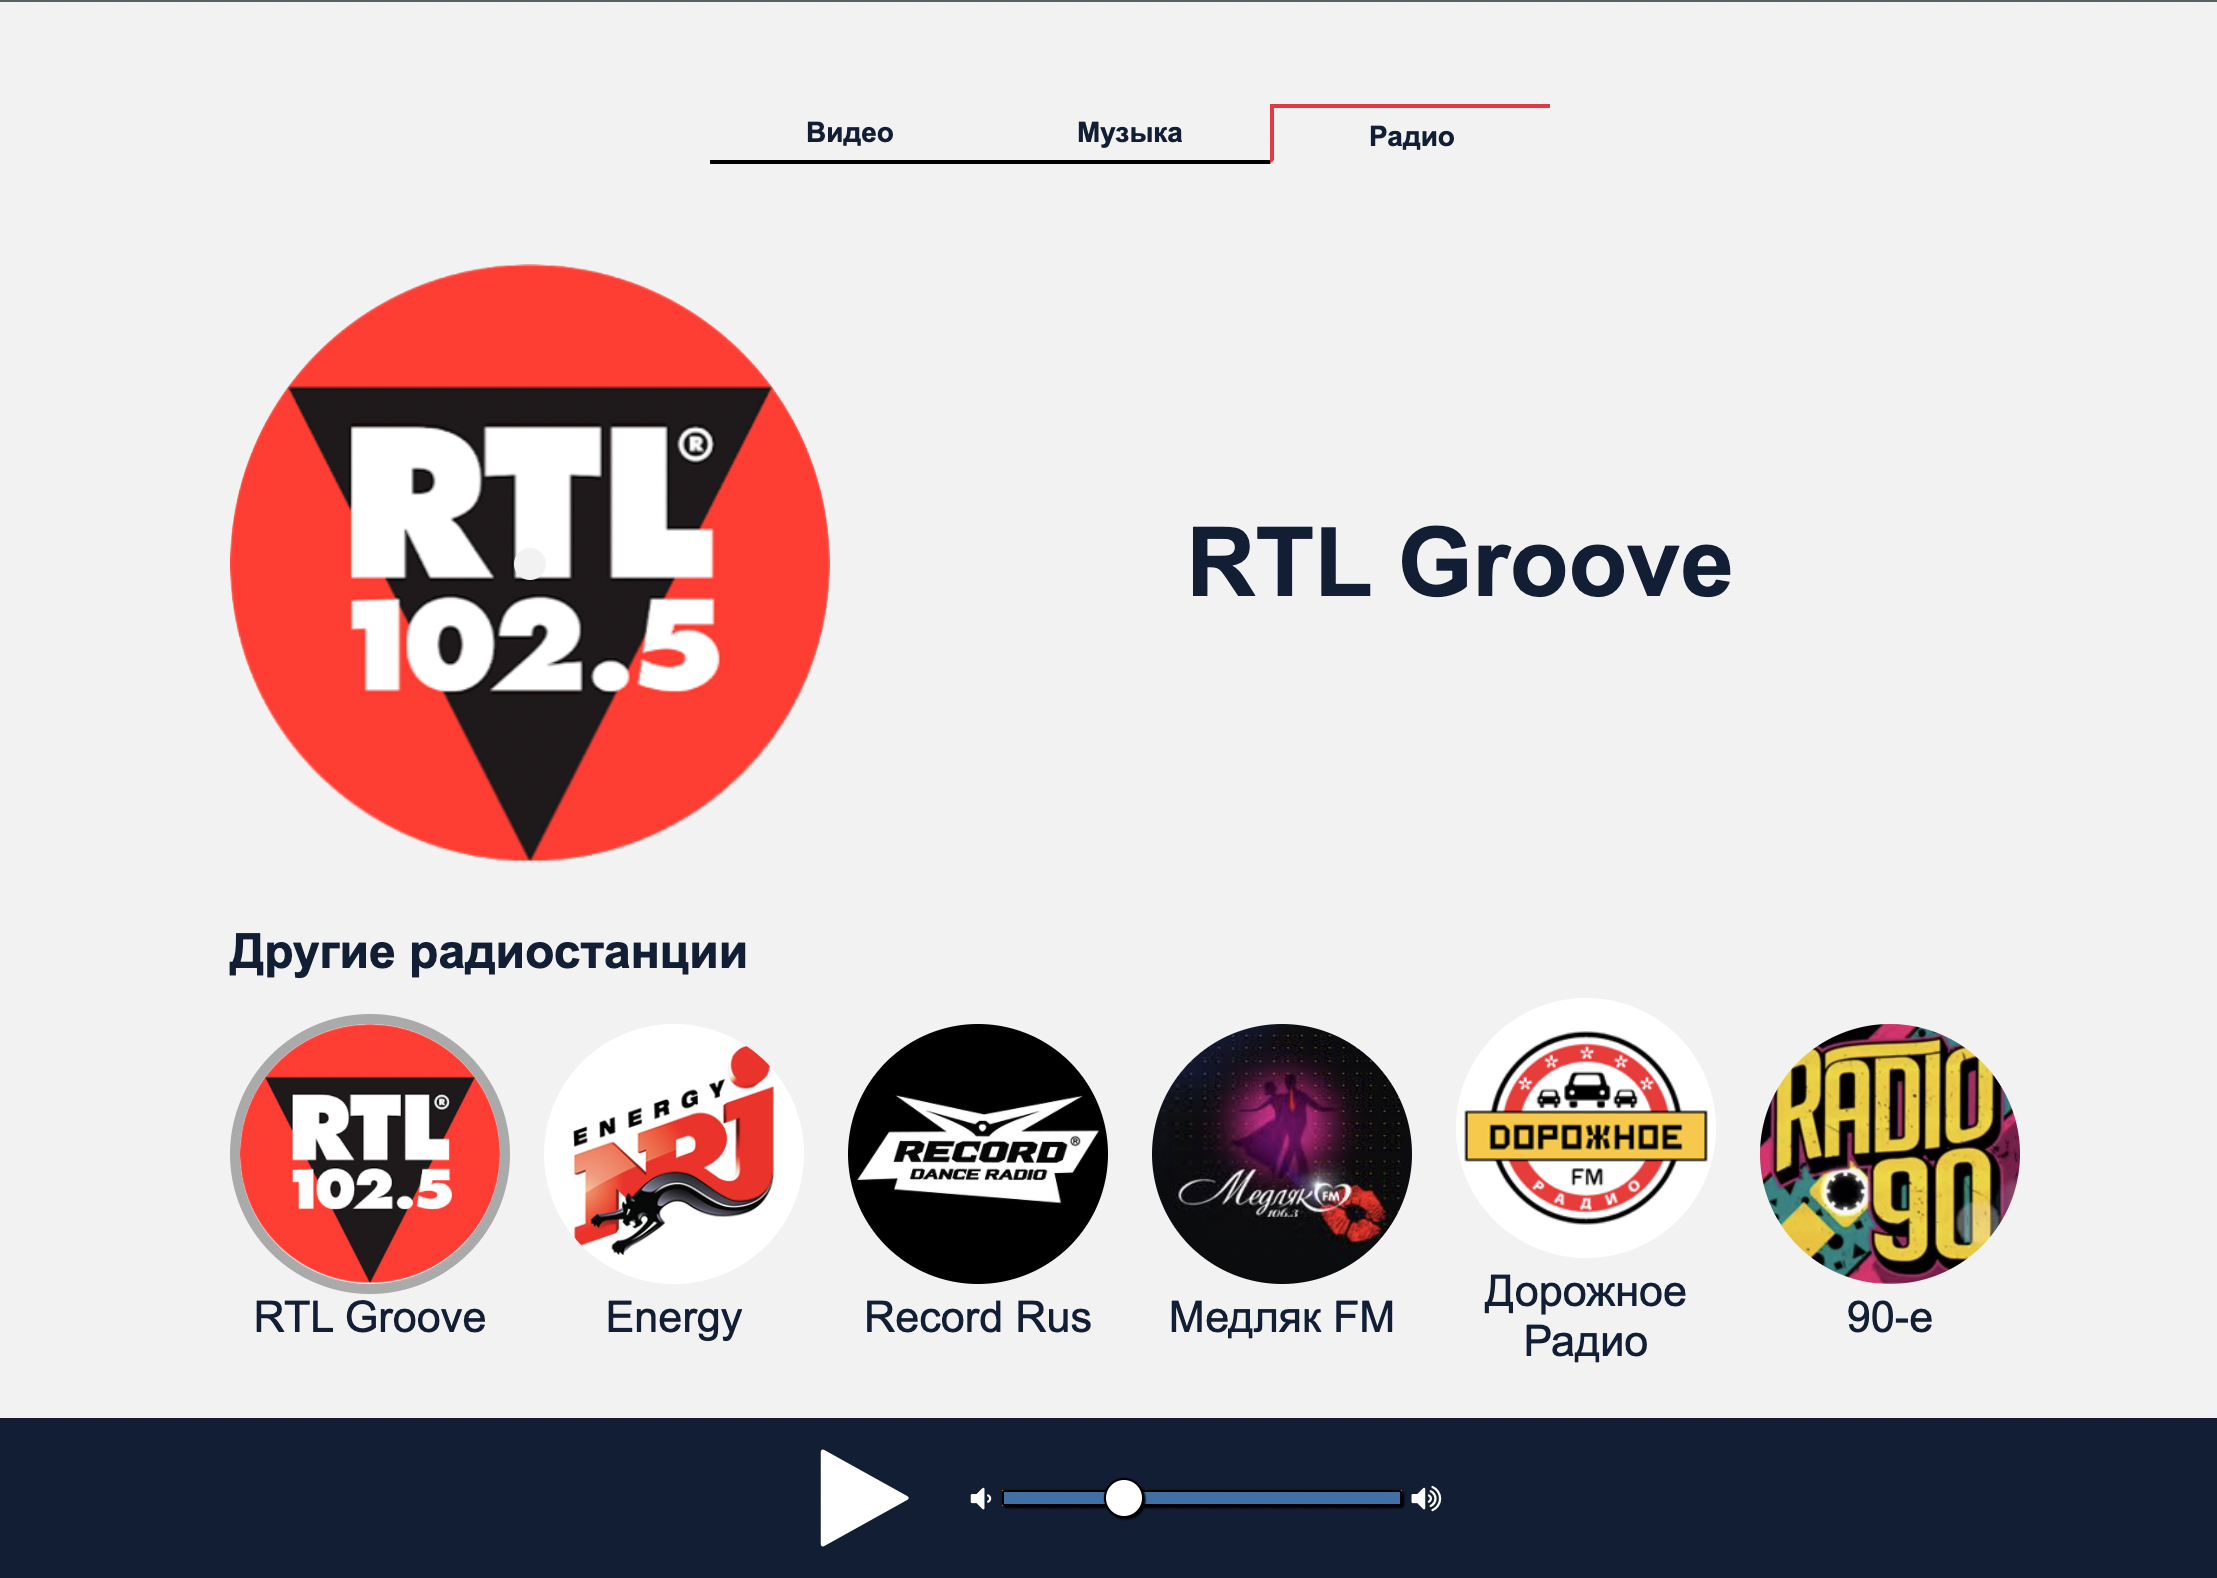 Видео
Музыка
Радио
RTL®
102.5
RTL Groove
Другие радиостанции
RTL®
102.5
RTL Groove
ENERGY
NRJ
Energy
RECORD®
DANCE RADIO
Record Rus
Медляк FM
106.3
Медляк FM
ДОРОЖНОЕ
FM
РАДИО
Дорожное
Радио
RADIO
90
90-е